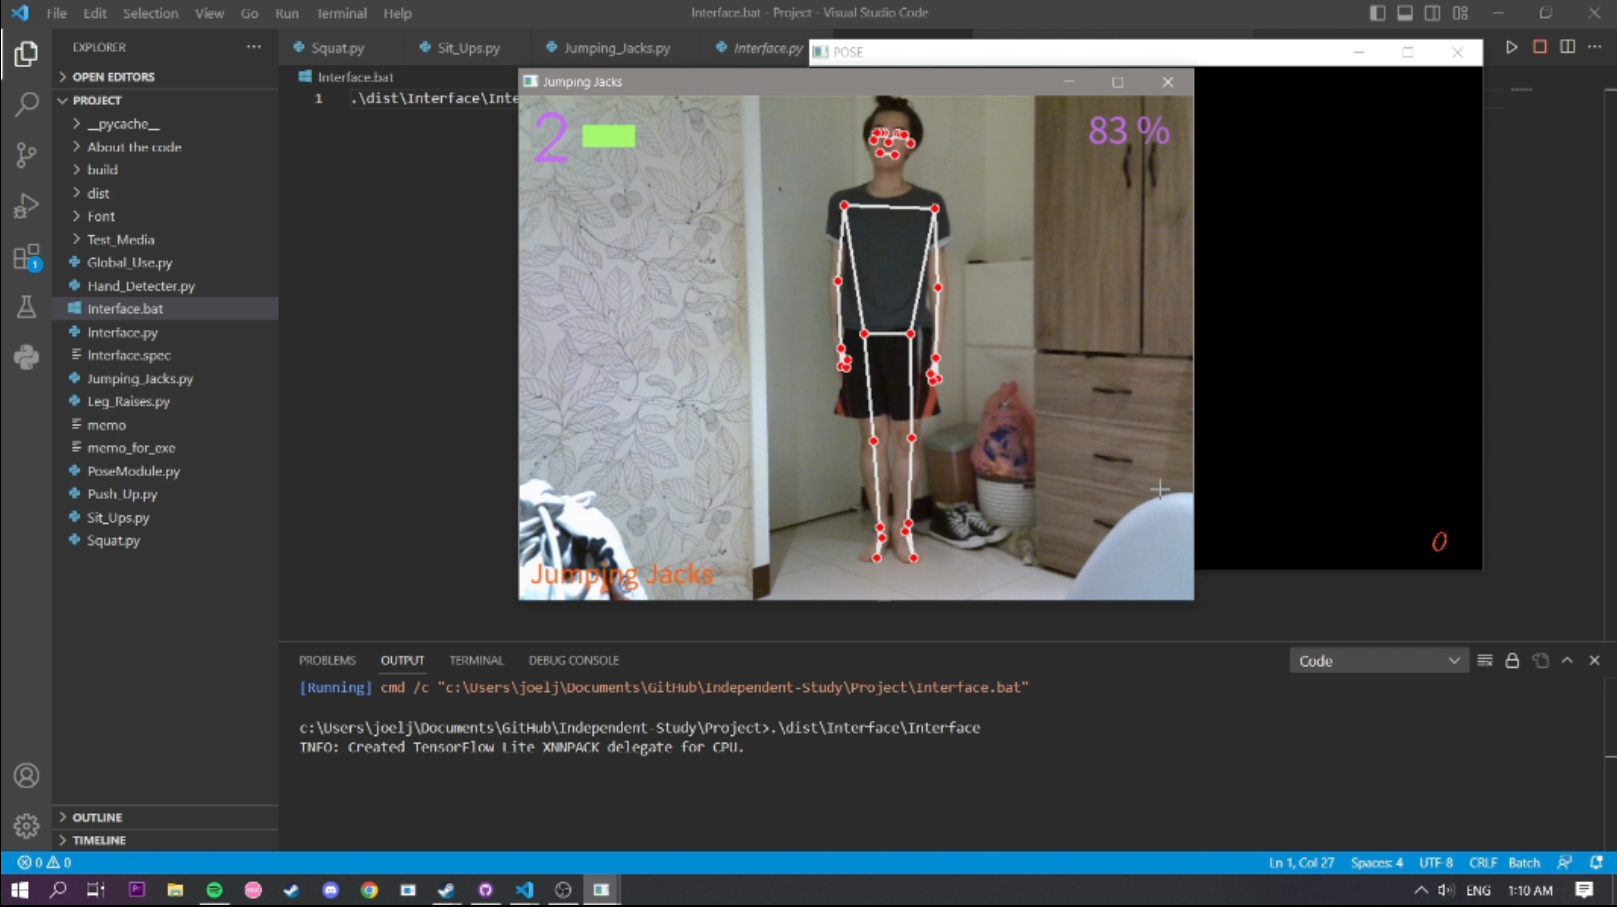 File Edit Selection View Go Run Terminal Help
Interface.bat - Project - Visual Studio Code
EXPLORER
Squat.py
Sit_Ups.py
Jumping_Jacks.py
Interface.py
POSE
OPEN EDITORS
Interface.bat
Jumping Jacks
PROJECT
1 .\dist\Interface\Inte
__pycache__
About the code
build
dist
Font
Test_Media
Global_Use.py
Hand_Detecter.py
Interface.bat
Interface.py
Interface.spec
Jumping_Jacks.py
Leg_Raises.py
memo
memo_for_exe
PoseModule.py
Push_Up.py
Sit_Ups.py
Squat.py
2
83 %
Jumping Jacks
0
1
PROBLEMS OUTPUT TERMINAL DEBUG CONSOLE
Code
[Running] cmd /c "c:\Users\joelj\Documents\GitHub\Independent-Study\Project\Interface.bat"
c:\Users\joelj\Documents\GitHub\Independent-Study\Project>.\dist\Interface\Interface
INFO: Created TensorFlow Lite XNNPACK delegate for CPU.
OUTLINE
TIMELINE
0 0
Ln 1, Col 27 Spaces: 4 UTF-8 CRLF Batch
ENG 1:10 AM